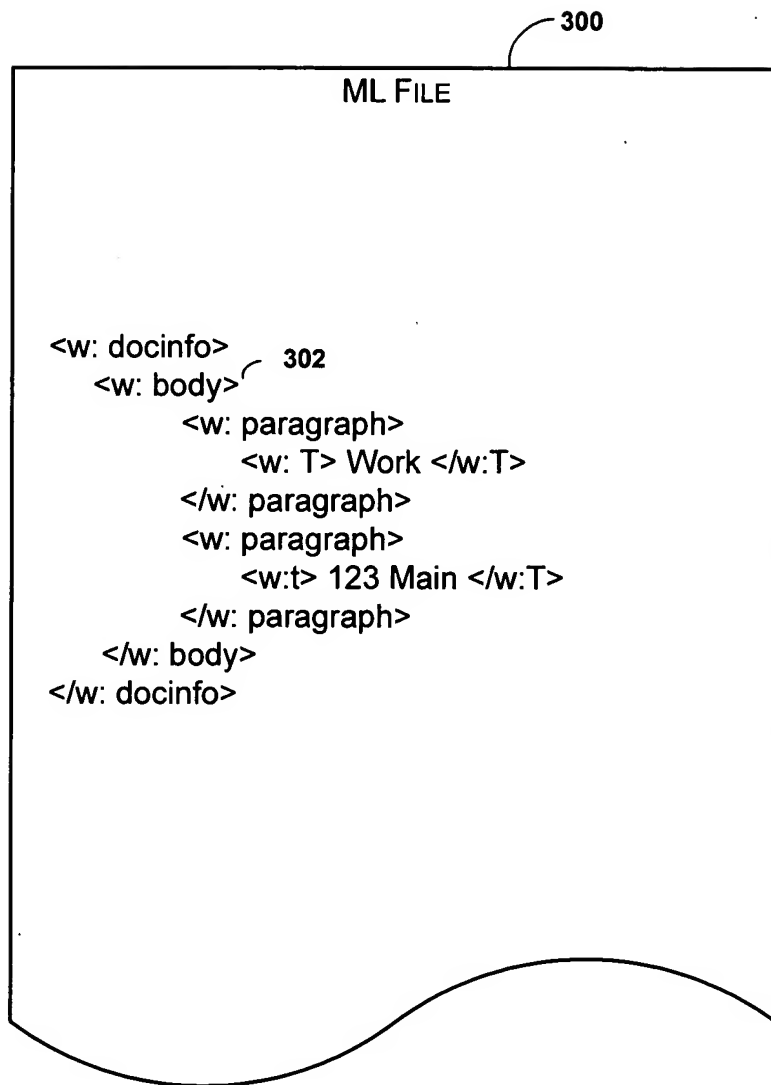 300
ML FILE
<w: docinfo>
302
<w: body>
<w: paragraph>
<w: T> Work </w:T>
</w: paragraph>
<w: paragraph>
<w:t> 123 Main </w:T>
</w: paragraph>
</w: body>
</w: docinfo>